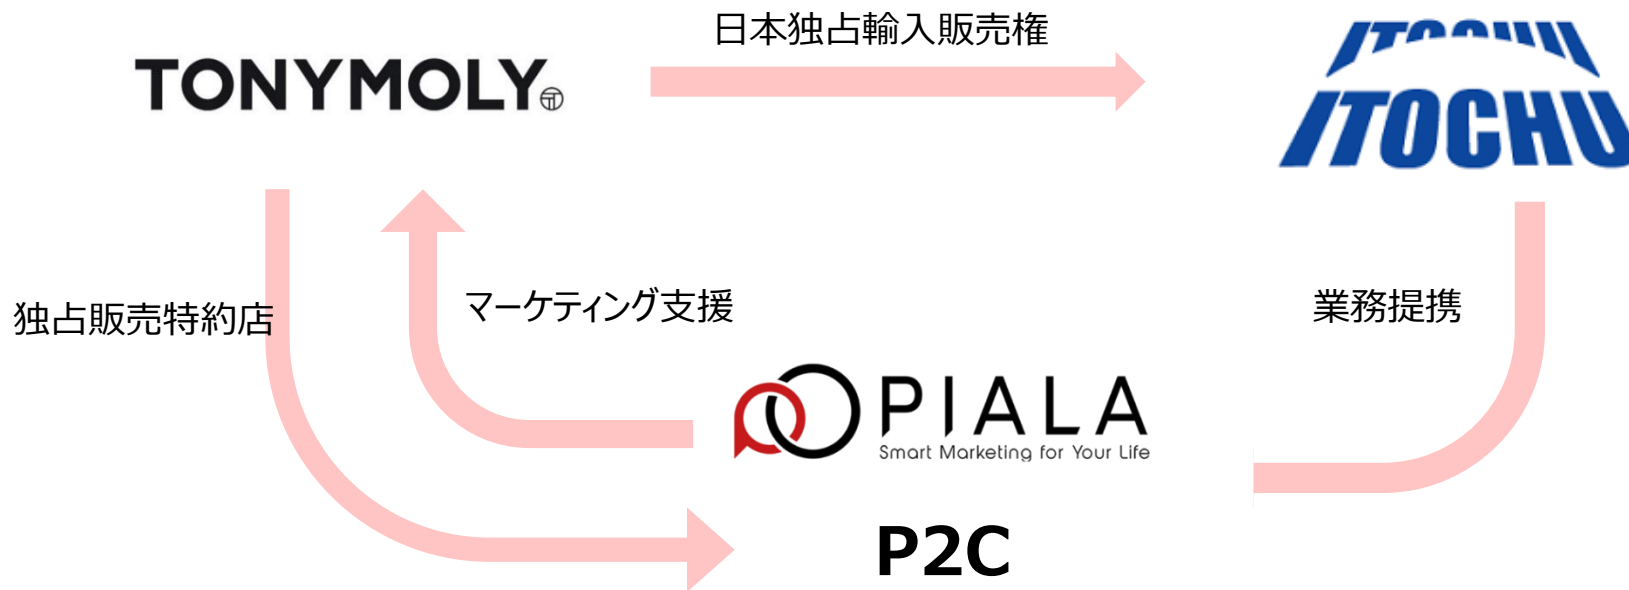 日本独占輸入販売権
TONYMOLY
ITOCHU
ITOCHU
独占販売特約店
マーケティング支援
業務提携
PIALA
Smart Marketing for Your Life
P2C